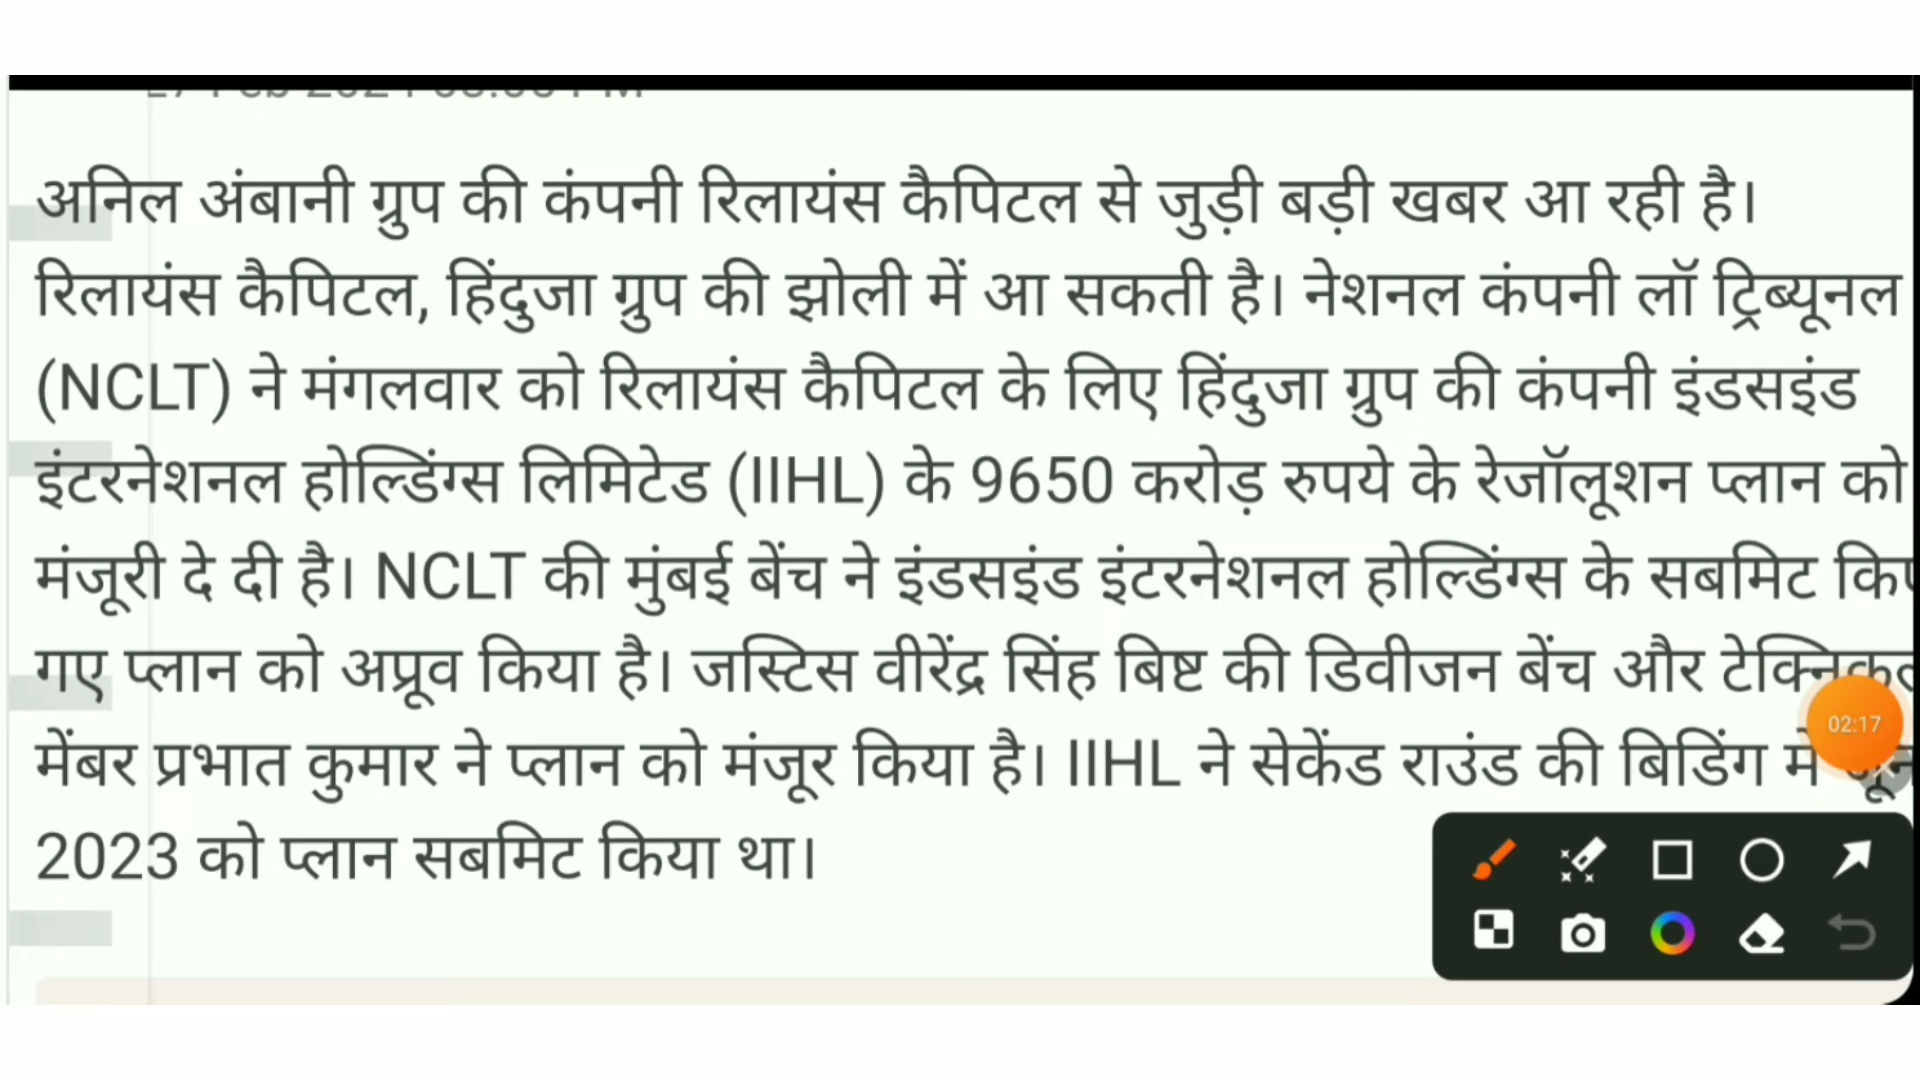 अनिल अंबानी ग्रुप की कंपनी रिलायंस कैपिटल से जुड़ी बड़ी खबर आ रही है।
रिलायंस कैपिटल, हिंदुजा ग्रुप की झोली में आ सकती है। नेशनल कंपनी लॉ ट्रिब्यूनल
(NCLT) ने मंगलवार को रिलायंस कैपिटल के लिए हिंदुजा ग्रुप की कंपनी इंडसइंड
इंटरनेशनल होल्डिंग्स लिमिटेड (IIHL) के 9650 करोड़ रुपये के रेजॉलूशन प्लान को
मंजूरी दे दी है। NCLT की मुंबई बेंच ने इंडसइंड इंटरनेशनल होल्डिंग्स के सबमिट
गए प्लान को अप्रूव किया है। जस्टिस वीरेंद्र सिंह बिष्ट की डिवीजन बेंच और टेक्निकल
मेंबर प्रभात कुमार ने प्लान को मंजूर किया है। IIHL ने सेकेंड राउंड की बिडिंग में
02:17
2023 को प्लान सबमिट किया था।